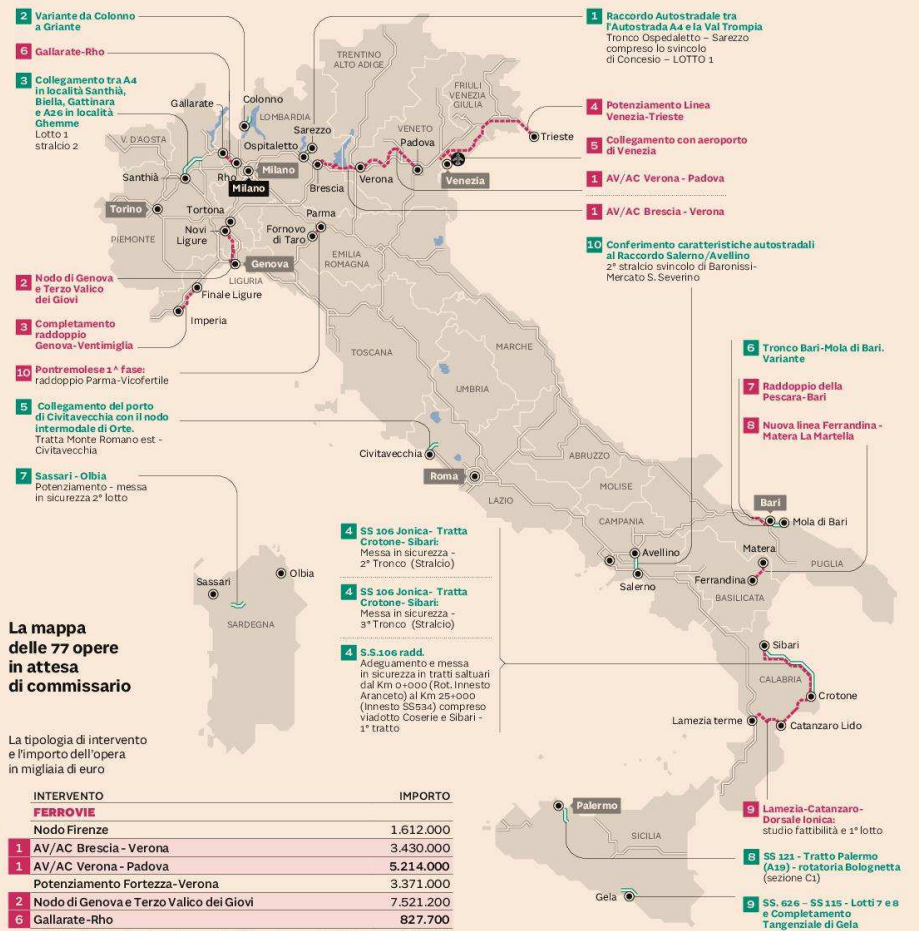 2 Variante da Colonno
a Griante
6 Gallarate-Rho
3 Collegamento tra A4
in località Santhià,
Biella, Gattinara
e A26 in località
Ghemme
Lotto 1
stralcio 2
1 Raccordo Autostradale tra
l'Autostrada A4 e la Val Trompia
Tronco Ospedaletto – Sarezzo
compreso lo svincolo
di Concesio – LOTTO 1
4 Potenziamento Linea
Venezia-Trieste
5 Collegamento con aeroporto
di Venezia
1 AV/AC Verona - Padova
1 AV/AC Brescia - Verona
10 Conferimento caratteristiche autostradali
al Raccordo Salerno/Avellino
2° stralcio svincolo di Baronissi-
Mercato S. Severino
TRENTINO
ALTO ADIGE
FRIULI
VENEZIA
GIULIA
Gallarate
Colonno
LOMBARDIA
Sarezzo
VENETO
Trieste
V. D'AOSTA
Ospitaletto
Padova
Santhià
Rho
Milano
Milano
Brescia
Verona
Venezia
Torino
Tortona
Parma
PIEMONTE
Novi
Ligure
Fornovo
di Taro
EMILIA
ROMAGNA
Genova
LIGURIA
Finale Ligure
Imperia
2 Nodo di Genova
e Terzo Valico
dei Giovi
3 Completamento
raddoppio
Genova-Ventimiglia
10 Pontremolese 1^ fase:
raddoppio Parma-Vicofertile
5 Collegamento del porto
di Civitavecchia con il nodo
intermodale di Orte.
Tratta Monte Romano est -
Civitavecchia
7 Sassari - Olbia
Potenziamento - messa
in sicurezza 2° lotto
TOSCANA
MARCHE
UMBRIA
Civitavecchia
Roma
LAZIO
ABRUZZO
MOLISE
CAMPANIA
6 Tronco Bari-Mola di Bari.
Variante
7 Raddoppio della
Pescara-Bari
8 Nuova linea Ferrandina -
Matera La Martella
Bari
Mola di Bari
Matera
PUGLIA
Avellino
Salerno
Ferrandina
BASILICATA
4 SS 106 Jonica- Tratta
Crotone- Sibari:
Messa in sicurezza -
2° Tronco (Stralcio)
4 SS 106 Jonica- Tratta
Crotone- Sibari:
Messa in sicurezza -
3° Tronco (Stralcio)
4 S.S.106 radd.
Adeguamento e messa
in sicurezza in tratti saltuari
dal Km 0+000 (Rot. Innesto
Aranceto) al Km 25+000
(Innesto SS534) compreso
viadotto Coserie e Sibari -
1° tratto
Sassari
Olbia
SARDEGNA
Sibari
CALABRIA
Crotone
Lamezia terme
Catanzaro Lido
Palermo
SICILIA
Gela
9 Lamezia-Catanzaro-
Dorsale Ionica:
studio fattibilità e 1° lotto
8 SS 121 - Tratto Palermo
(A19) - rotatoria Bolognetta
(sezione C1)
9 SS. 626 – SS 115 - Lotti 7 e 8
e Completamento
Tangenziale di Gela
La mappa
delle 77 opere
in attesa
di commissario
La tipologia di intervento
e l'importo dell'opera
in migliaia di euro
INTERVENTO IMPORTO
FERROVIE
Nodo Firenze 1.612.000
1 AV/AC Brescia - Verona 3.430.000
1 AV/AC Verona - Padova 5.214.000
Potenziamento Fortezza-Verona 3.371.000
2 Nodo di Genova e Terzo Valico dei Giovi 7.521.200
6 Gallarate-Rho 827.700